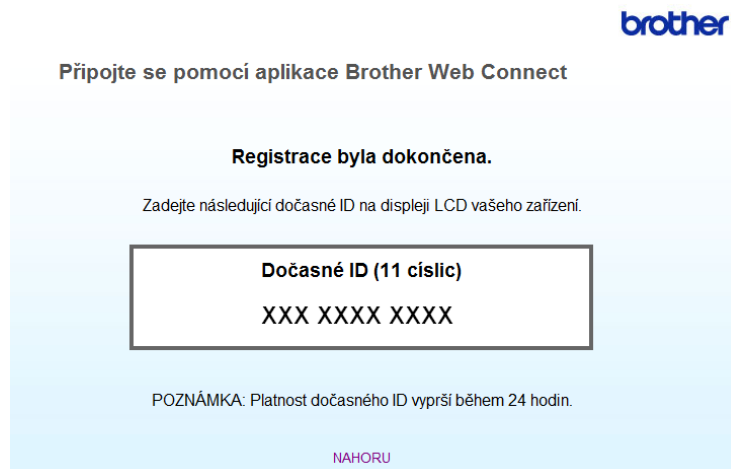 brother
Připojte se pomocí aplikace Brother Web Connect
Registrace byla dokončena.
Zadejte následující dočasné ID na displeji LCD vašeho zařízení.
Dočasné ID (11 císlic)
XXX XXXX XXXX
POZNÁMKA: Platnost dočasného ID vyprší během 24 hodin.
NAHORU